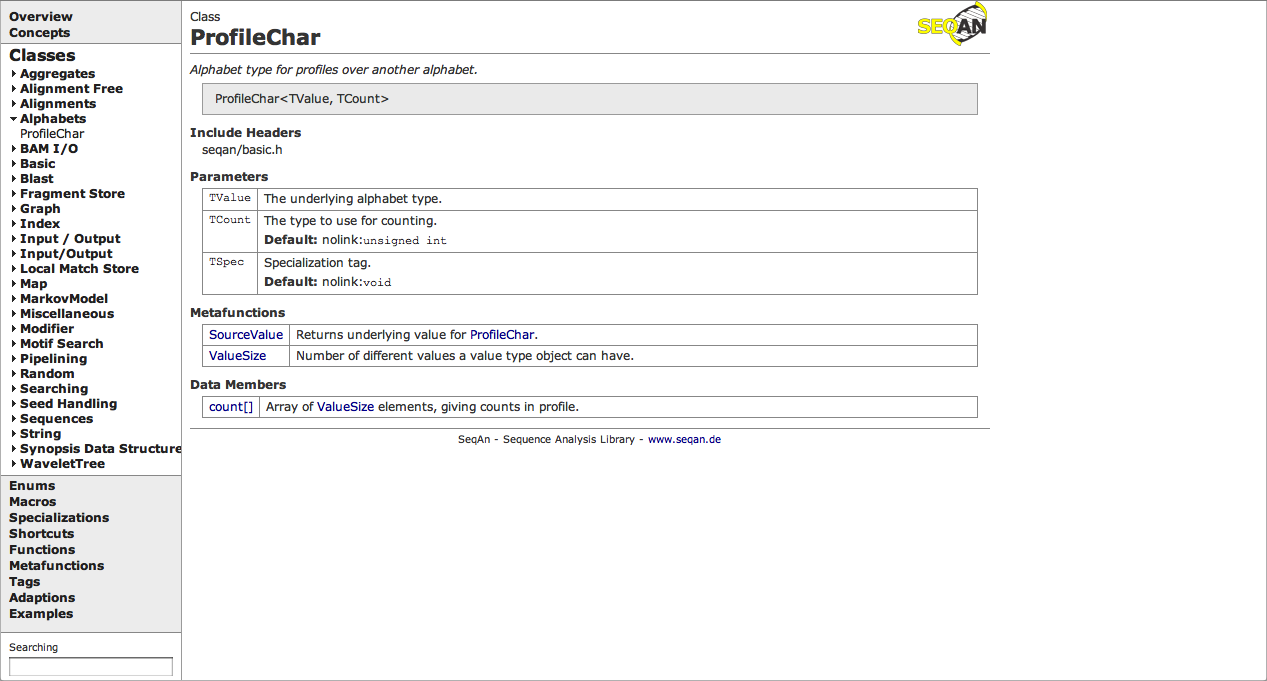 Overview
Concepts
Classes
Aggregates
Alignment Free
Alignments
Alphabets
ProfileChar
BAM I/O
Basic
Blast
Fragment Store
Graph
Index
Input / Output
Input/Output
Local Match Store
Map
MarkovModel
Miscellaneous
Modifier
Motif Search
Pipelining
Random
Searching
Seed Handling
Sequences
String
Synopsis Data Structure
WaveletTree
Enums
Macros
Specializations
Shortcuts
Functions
Metafunctions
Tags
Adaptions
Examples
Searching
Class
ProfileChar
SEQAN
Alphabet type for profiles over another alphabet.
ProfileChar<TValue, TCount>
Include Headers
seqan/basic.h
Parameters
TValue The underlying alphabet type.
TCount The type to use for counting.
Default: nolink:unsigned int
TSpec Specialization tag.
Default: nolink:void
Metafunctions
SourceValue Returns underlying value for ProfileChar.
ValueSize Number of different values a value type object can have.
Data Members
count[] Array of ValueSize elements, giving counts in profile.
SeqAn - Sequence Analysis Library - www.seqan.de